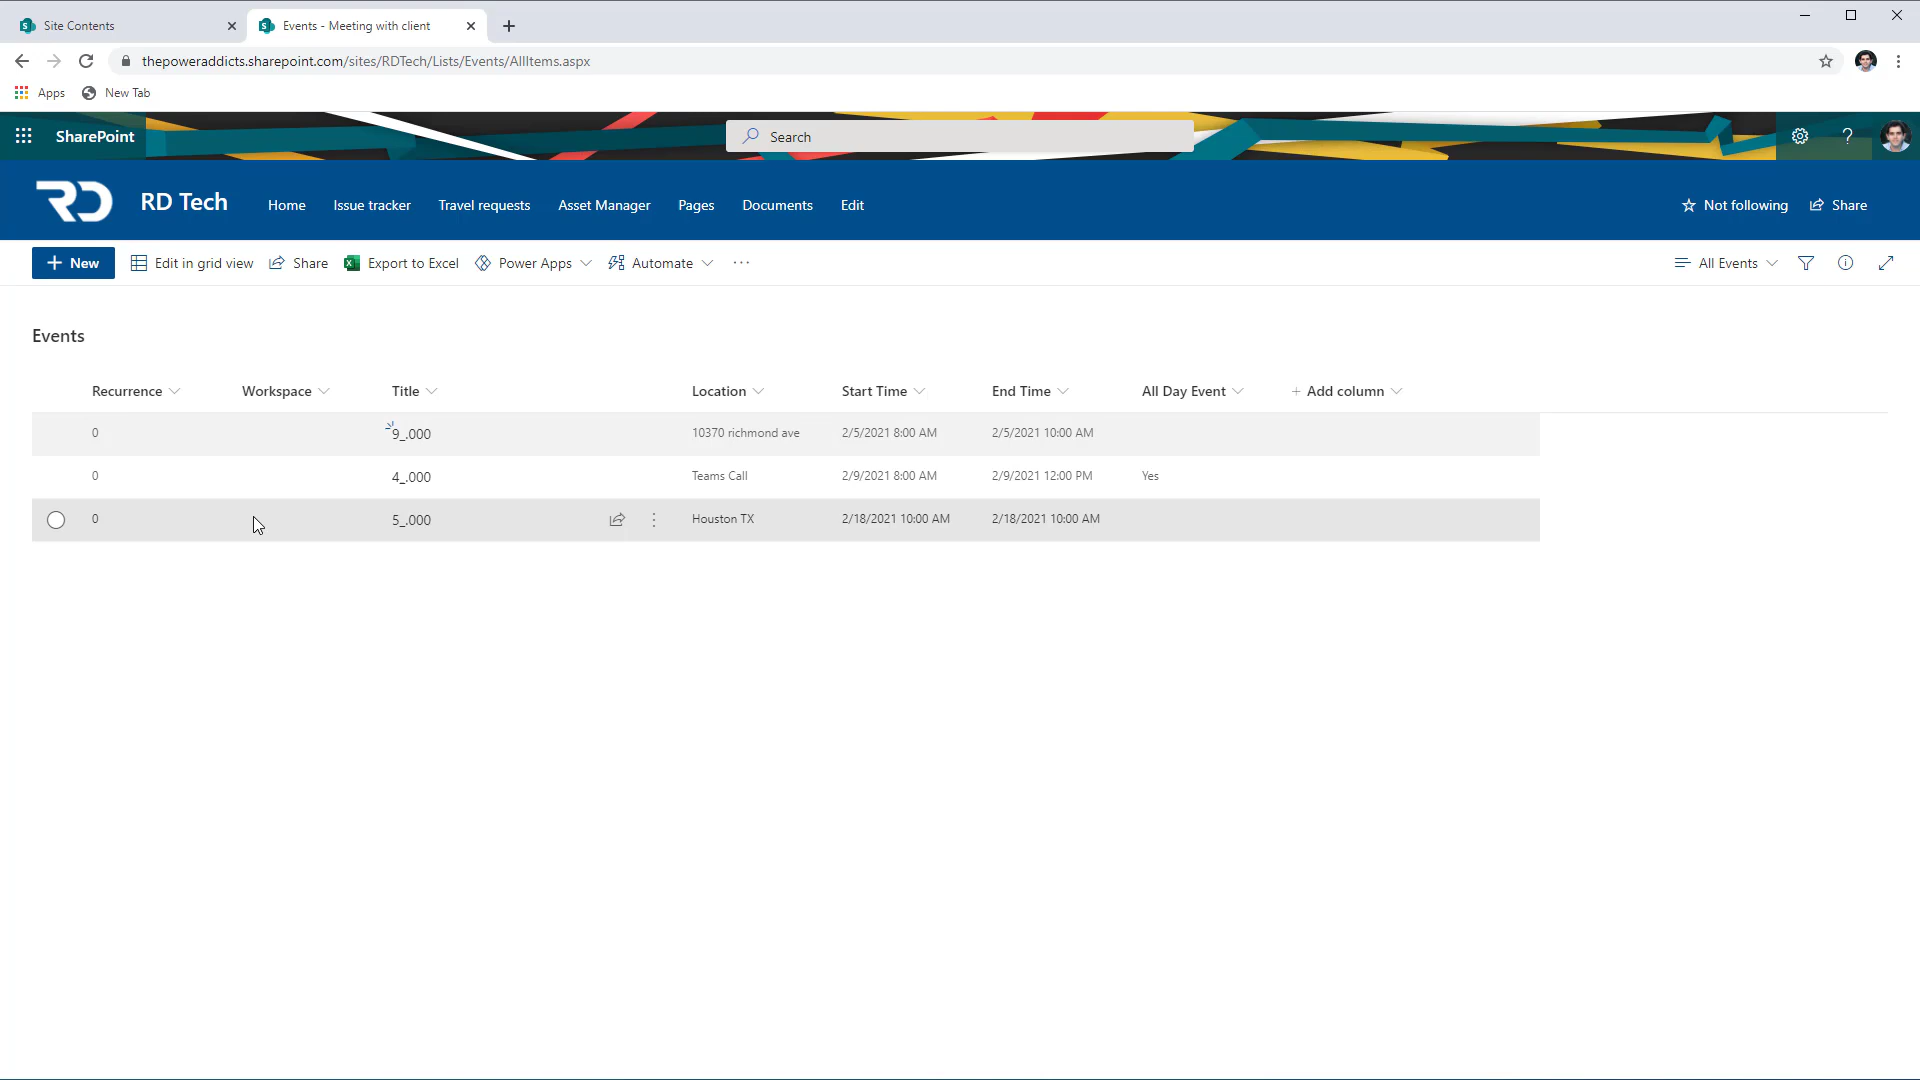 Site Contents
Events - Meeting with client
thepoweraddicts.sharepoint.com/sites/RDTech/Lists/Events/AllItems.aspx
Apps
New Tab
SharePoint
Search
RD
RD Tech
Home
Issue tracker
Travel requests
Asset Manager
Pages
Documents
Edit
Not following
Share
New
Edit in grid view
Share
Export to Excel
Power Apps
Automate
All Events
Events
Recurrence Workspace Title Location Start Time End Time All Day Event + Add column
0 9_.000 10370 richmond ave 2/5/2021 8:00 AM 2/5/2021 10:00 AM
0 4_.000 Teams Call 2/9/2021 8:00 AM 2/9/2021 12:00 PM Yes
0 5_.000 Houston TX 2/18/2021 10:00 AM 2/18/2021 10:00 AM